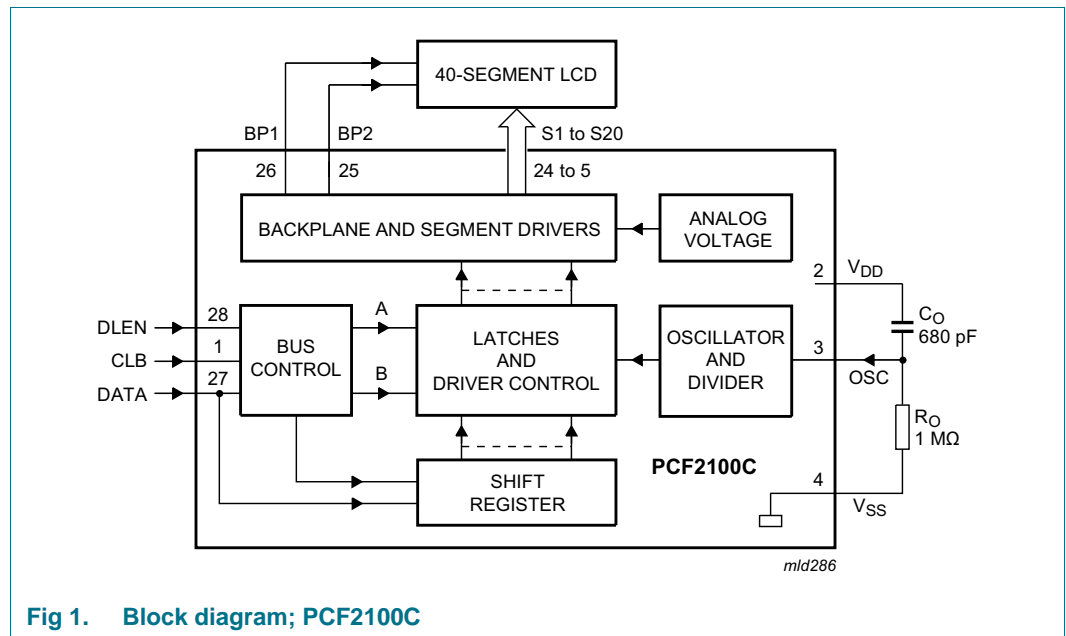 40-SEGMENT LCD
BP1
BP2
S1 to S20
26
25
24 to 5
BACKPLANE AND SEGMENT DRIVERS
ANALOG
VOLTAGE
2
VDD
CO
680 pF
DLEN
28
CLB
1
DATA
27
BUS
CONTROL
A
B
LATCHES
AND
DRIVER CONTROL
OSCILLATOR
AND
DIVIDER
3
OSC
RO
1 MΩ
SHIFT
REGISTER
PCF2100C
4
VSS
mld286
Fig 1. Block diagram; PCF2100C